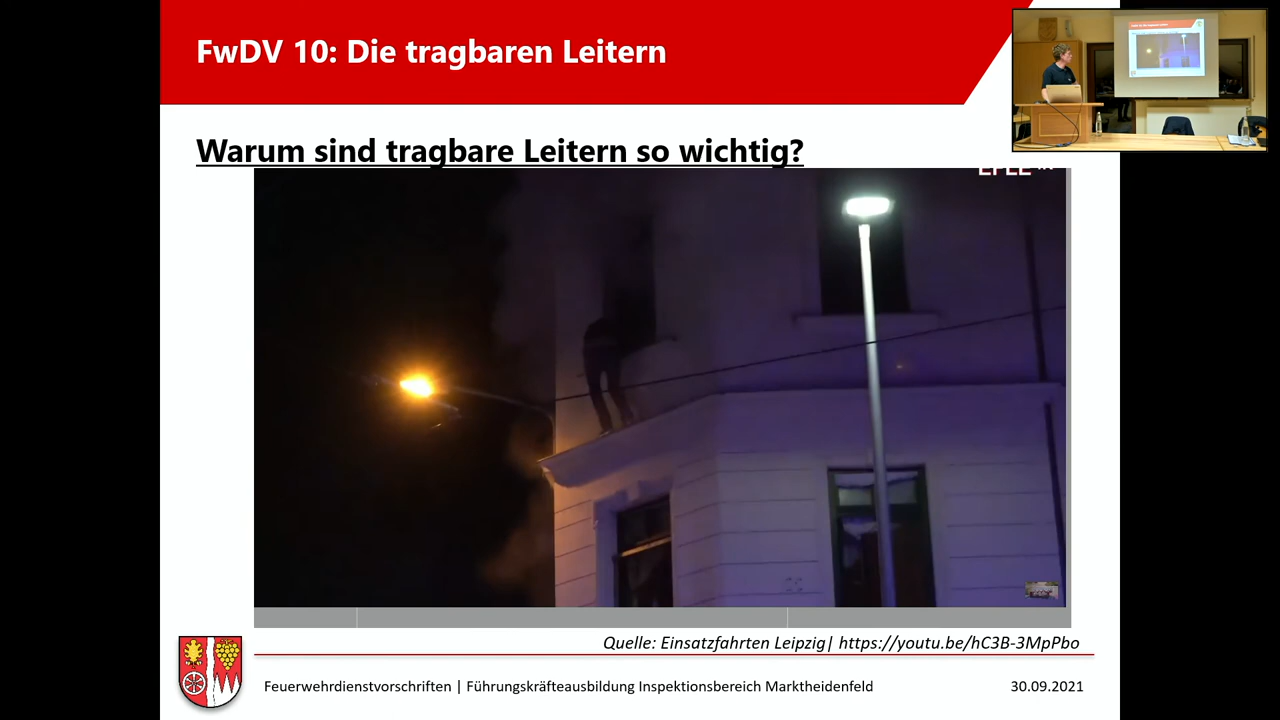 FwDV 10: Die tragbaren Leitern
Warum sind tragbare Leitern so wichtig?
Quelle: Einsatzfahrten Leipzig| https://youtu.be/hC3B-3MpPbo
Feuerwehrdienstvorschriften | Führungskräfteausbildung Inspektionsbereich Marktheidenfeld
30.09.2021